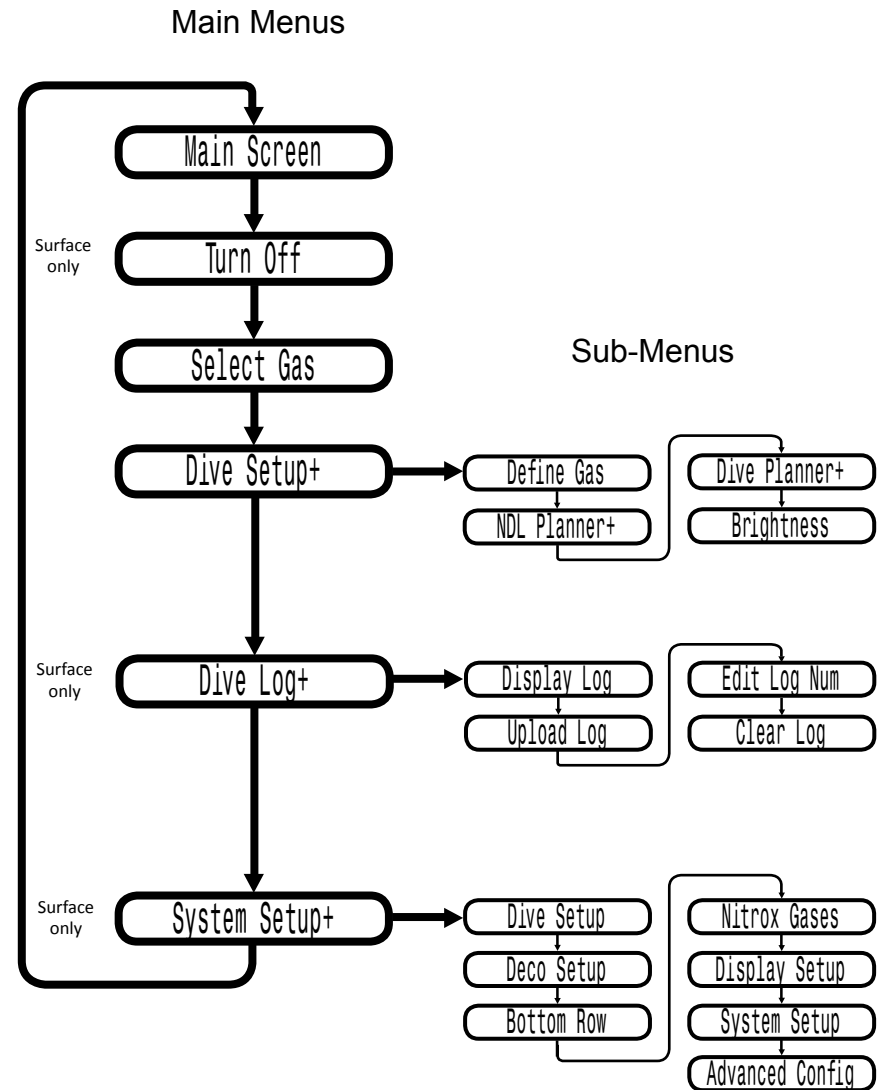 Main Menus
Main Screen
Surface
only
Turn Off
Select Gas
Sub-Menus
Dive Setup+
Define Gas
NDL Planner+
Dive Planner+
Brightness
Surface
only
Dive Log+
Display Log
Upload Log
Edit Log Num
Clear Log
Surface
only
System Setup+
Dive Setup
Deco Setup
Bottom Row
Nitrox Gases
Display Setup
System Setup
Advanced Config